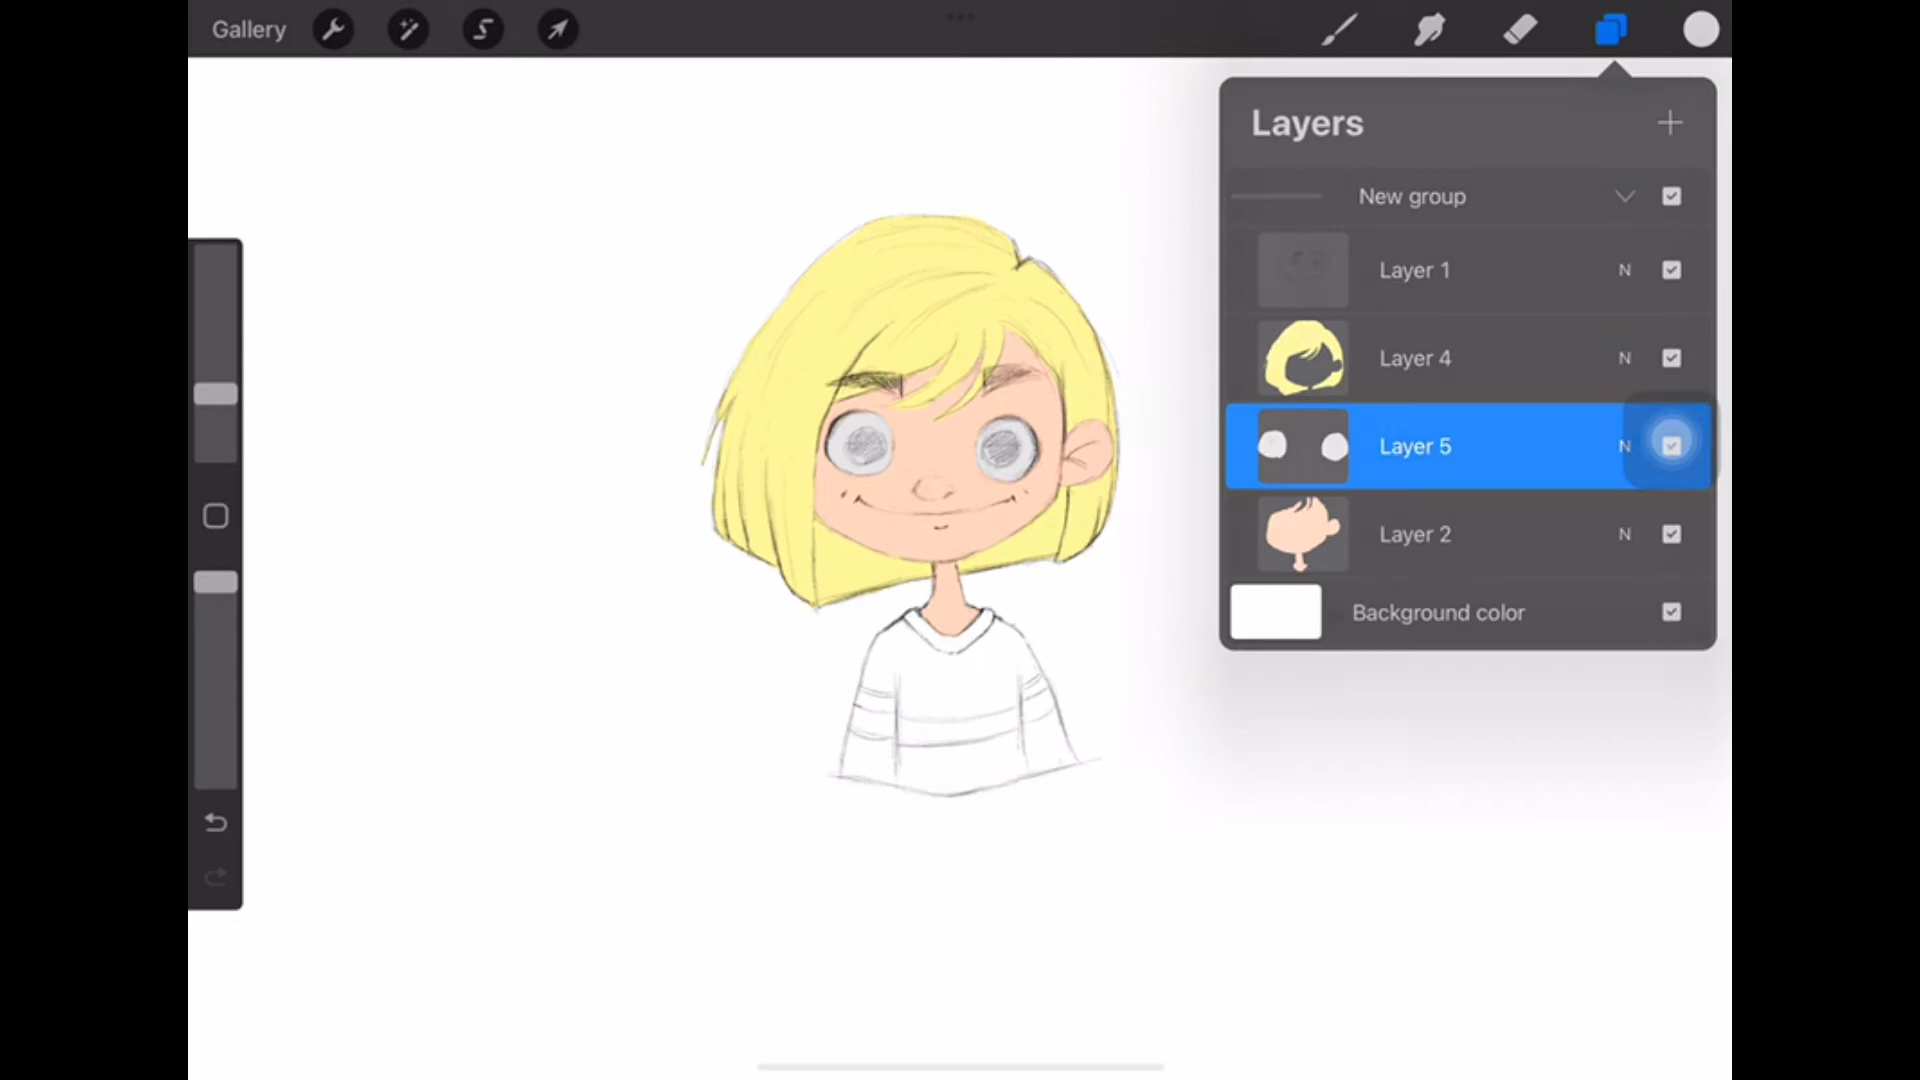 Gallery
Layers
New group
Layer 1 N
Layer 4 N
Layer 5 N
Layer 2 N
Background color